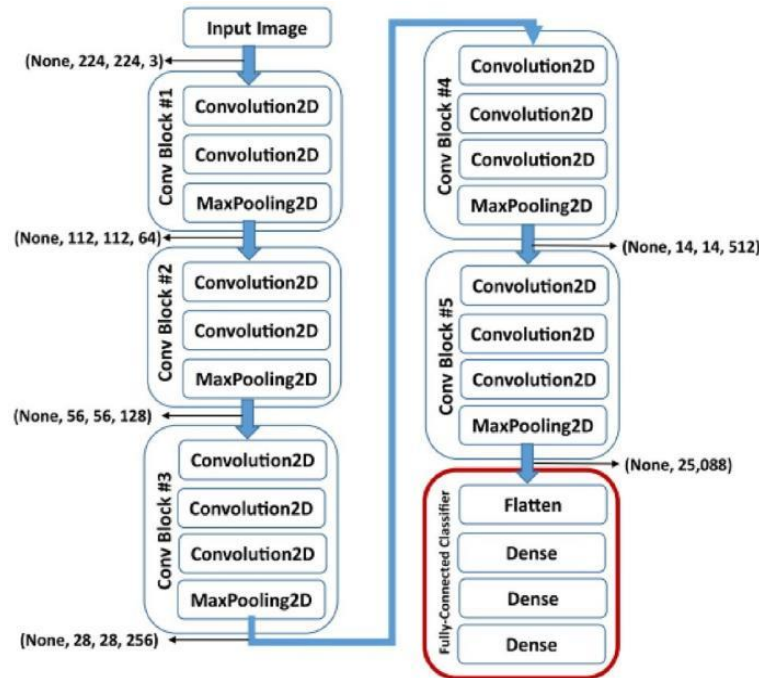 Input Image
(None, 224, 224, 3)
Conv Block #1
Convolution2D
Convolution2D
MaxPooling2D
(None, 112, 112, 64)
Conv Block #2
Convolution2D
Convolution2D
MaxPooling2D
(None, 56, 56, 128)
Conv Block #3
Convolution2D
Convolution2D
Convolution2D
MaxPooling2D
(None, 28, 28, 256)
Conv Block #4
Convolution2D
Convolution2D
Convolution2D
MaxPooling2D
(None, 14, 14, 512)
Conv Block #5
Convolution2D
Convolution2D
Convolution2D
MaxPooling2D
(None, 25,088)
Fully-Connected Classifier
Flatten
Dense
Dense
Dense